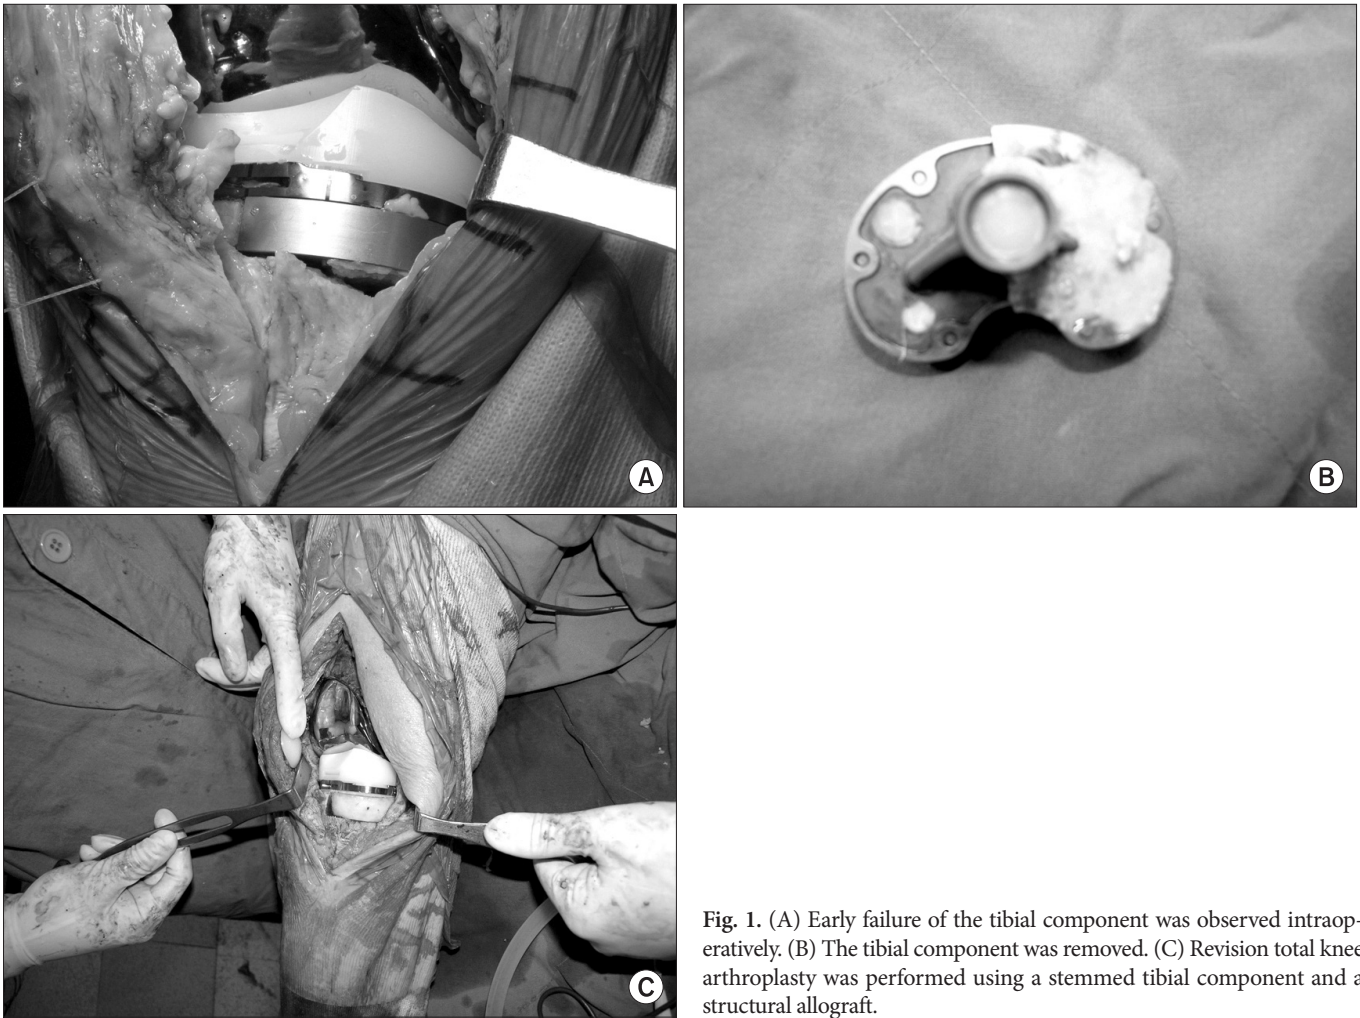 A
B
C
Fig. 1. (A) Early failure of the tibial component was observed intraop-
eratively. (B) The tibial component was removed. (C) Revision total knee
arthroplasty was performed using a stemmed tibial component and a
structural allograft.